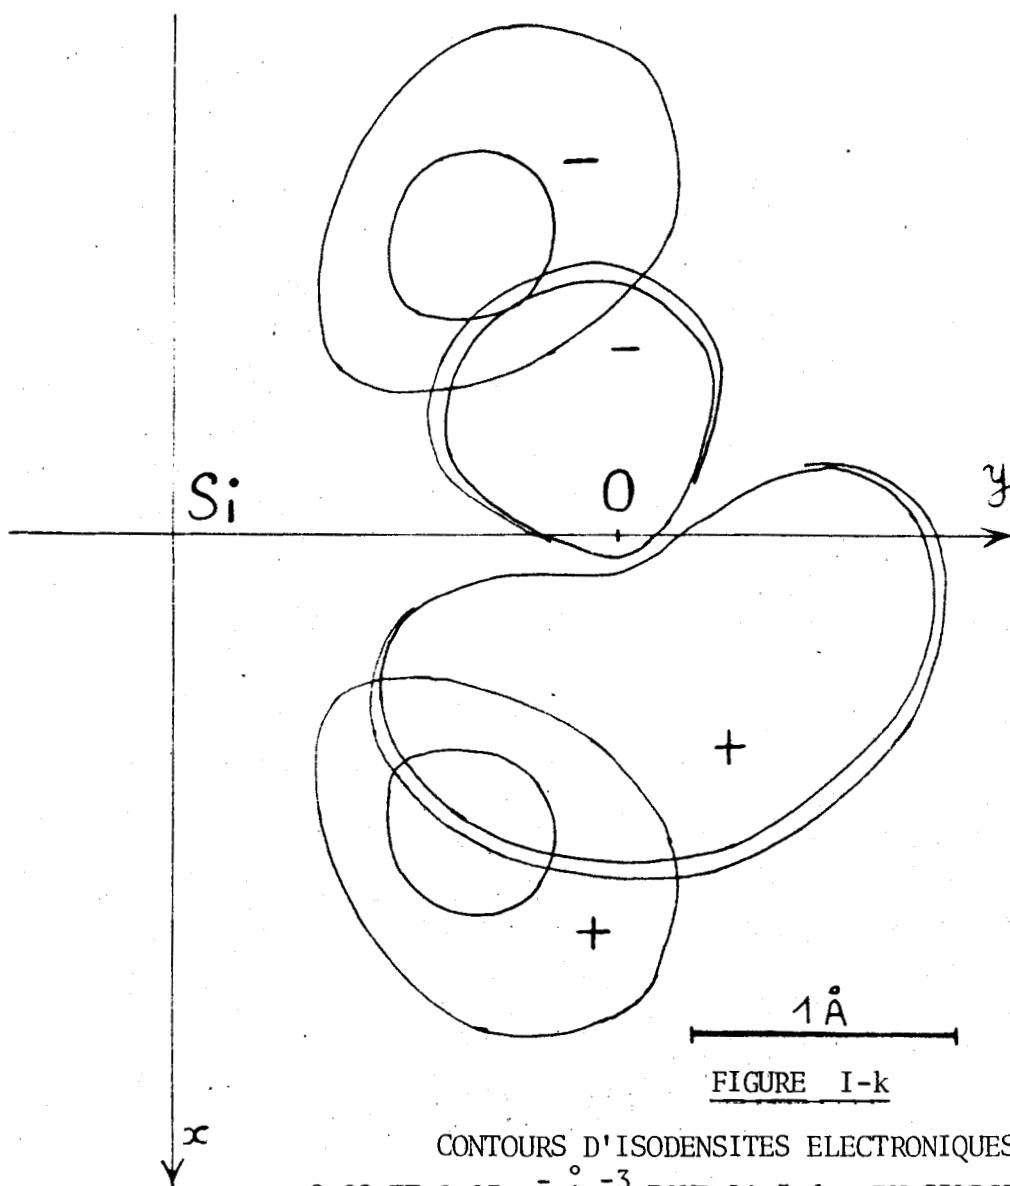 −
−
Si
O
y
+
+
1 Å
FIGURE I-k
x
CONTOURS D'ISODENSITES ELECTRONIQUES